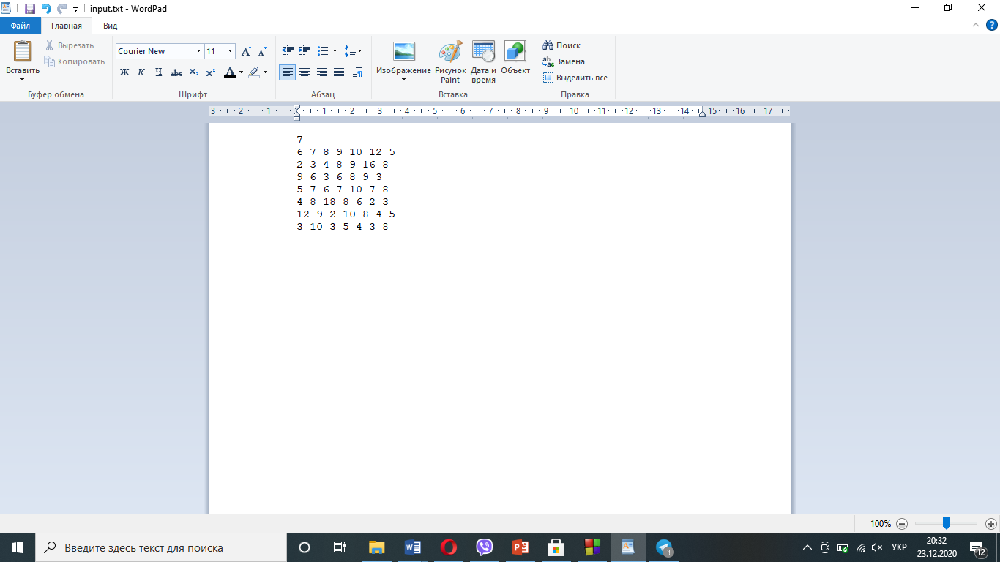 input.txt - WordPad
Файл Главная Вид
Вставить
Вырезать
Копировать
Буфер обмена
Courier New 11
Ж К Ч abc X₂ X² A
Шрифт
Абзац
Изображение
Рисунок Paint
Дата и время
Объект
Вставка
Поиск
Замена
Выделить все
Правка
3 2 1 1 2 3 4 5 6 7 8 9 10 11 12 13 14 15 16 17
7
6 7 8 9 10 12 5
2 3 4 8 9 16 8
9 6 3 6 8 9 3
5 7 6 7 10 7 8
4 8 18 8 6 2 3
12 9 2 10 8 4 5
3 10 3 5 4 3 8
100%
Введите здесь текст для поиска
3
УКР
20:32
23.12.2020
12